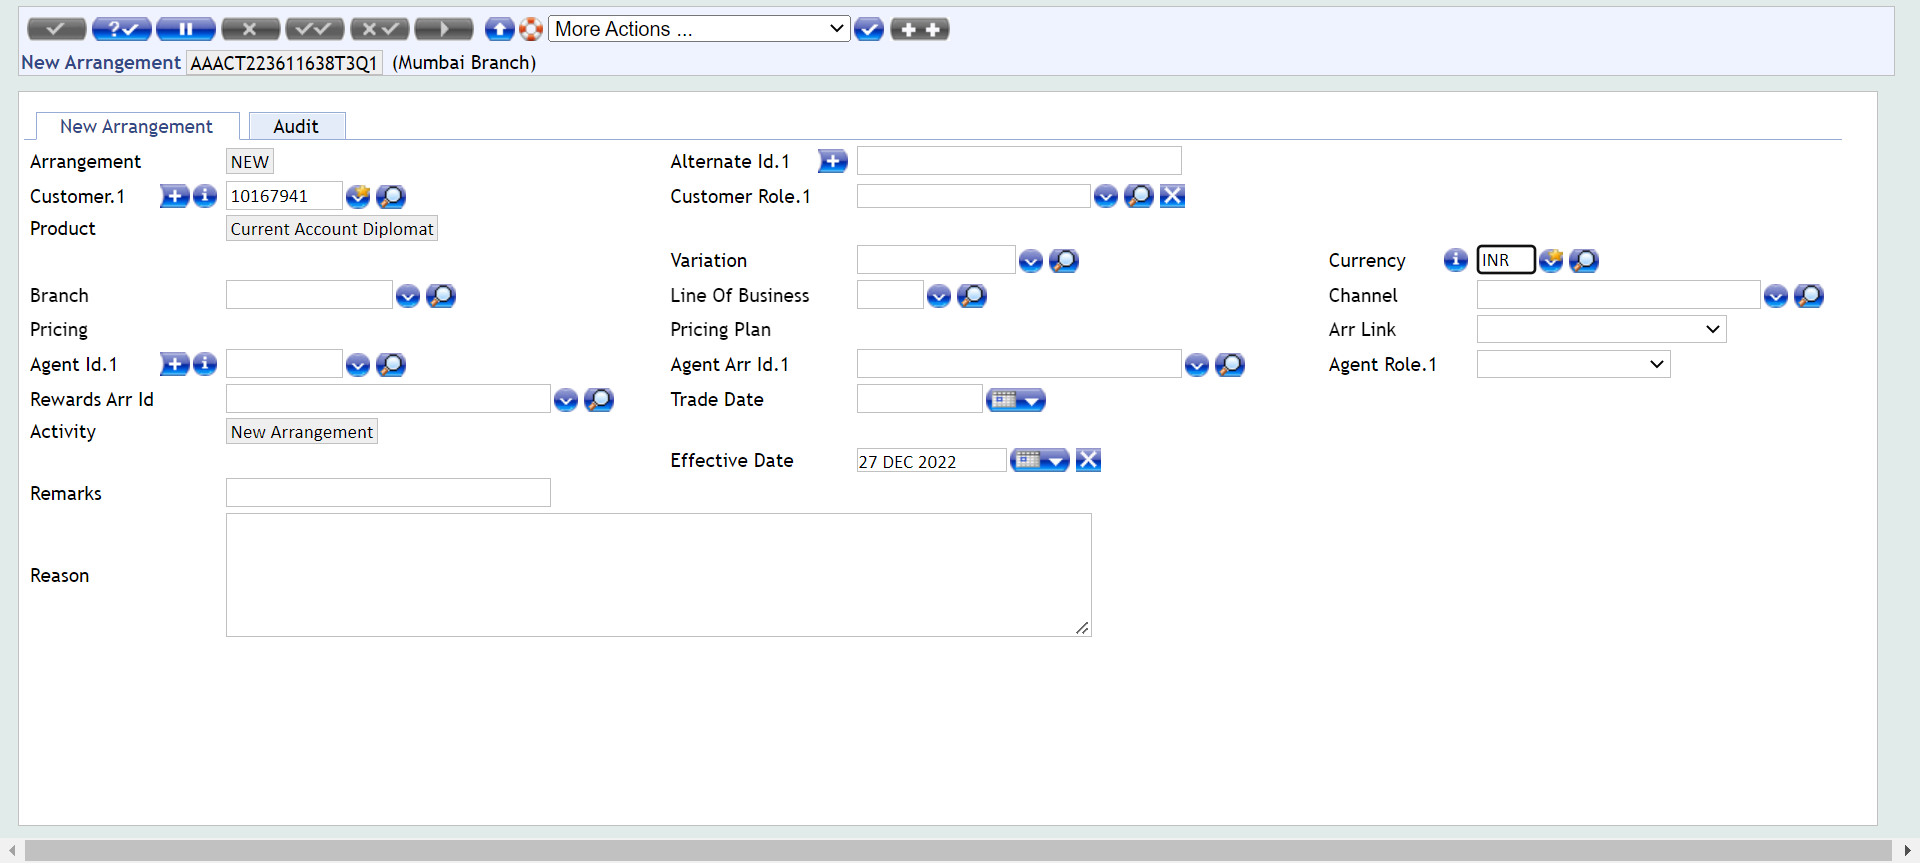 More Actions ...
New Arrangement AAACT223611638T3Q1 (Mumbai Branch)
New Arrangement Audit
Arrangement NEW Alternate Id.1
Customer.1 10167941 Customer Role.1
Product Current Account Diplomat
Variation Currency INR
Branch Line Of Business Channel
Pricing Pricing Plan Arr Link
Agent Id.1 Agent Arr Id.1 Agent Role.1
Rewards Arr Id Trade Date
Activity New Arrangement
Effective Date 27 DEC 2022
Remarks
Reason